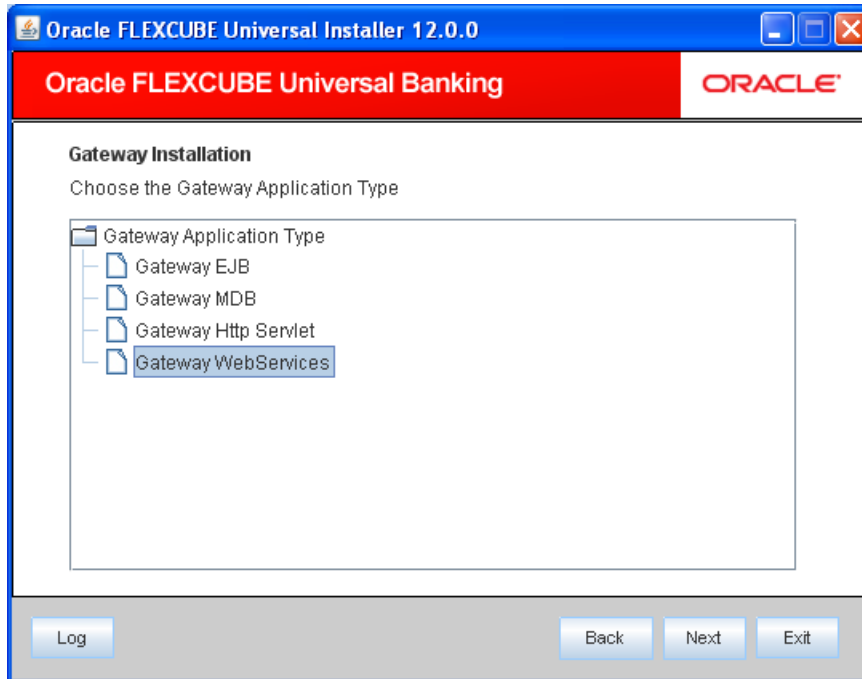 Oracle FLEXCUBE Universal Installer 12.0.0
Oracle FLEXCUBE Universal Banking
ORACLE
Gateway Installation
Choose the Gateway Application Type
Gateway Application Type
Gateway EJB
Gateway MDB
Gateway Http Servlet
Gateway WebServices
Log Back Next Exit